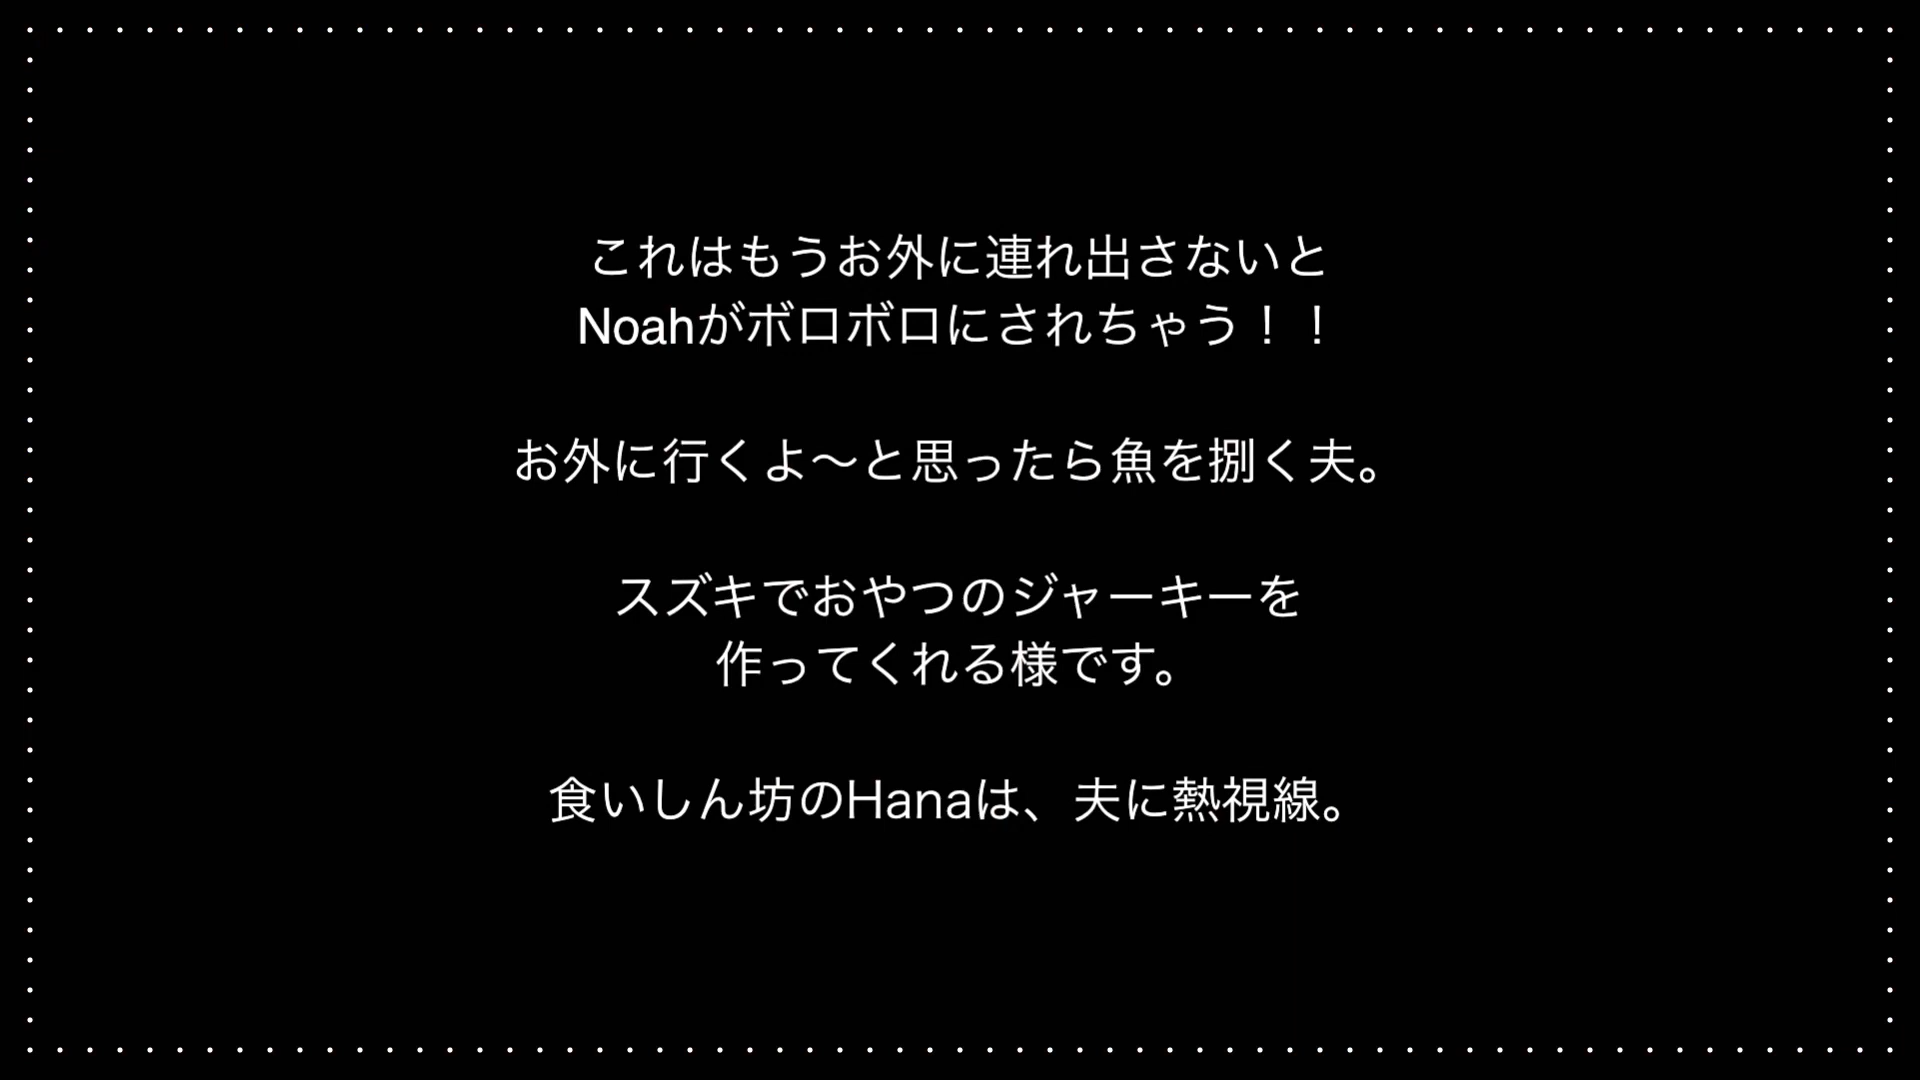 これはもうお外に連れ出さないと
Noahがボロボロにされちゃう！！
お外に行くよ〜と思ったら魚を捌く夫。
スズキでおやつのジャーキーを
作ってくれる様です。
食いしん坊のHanaは、夫に熱視線。